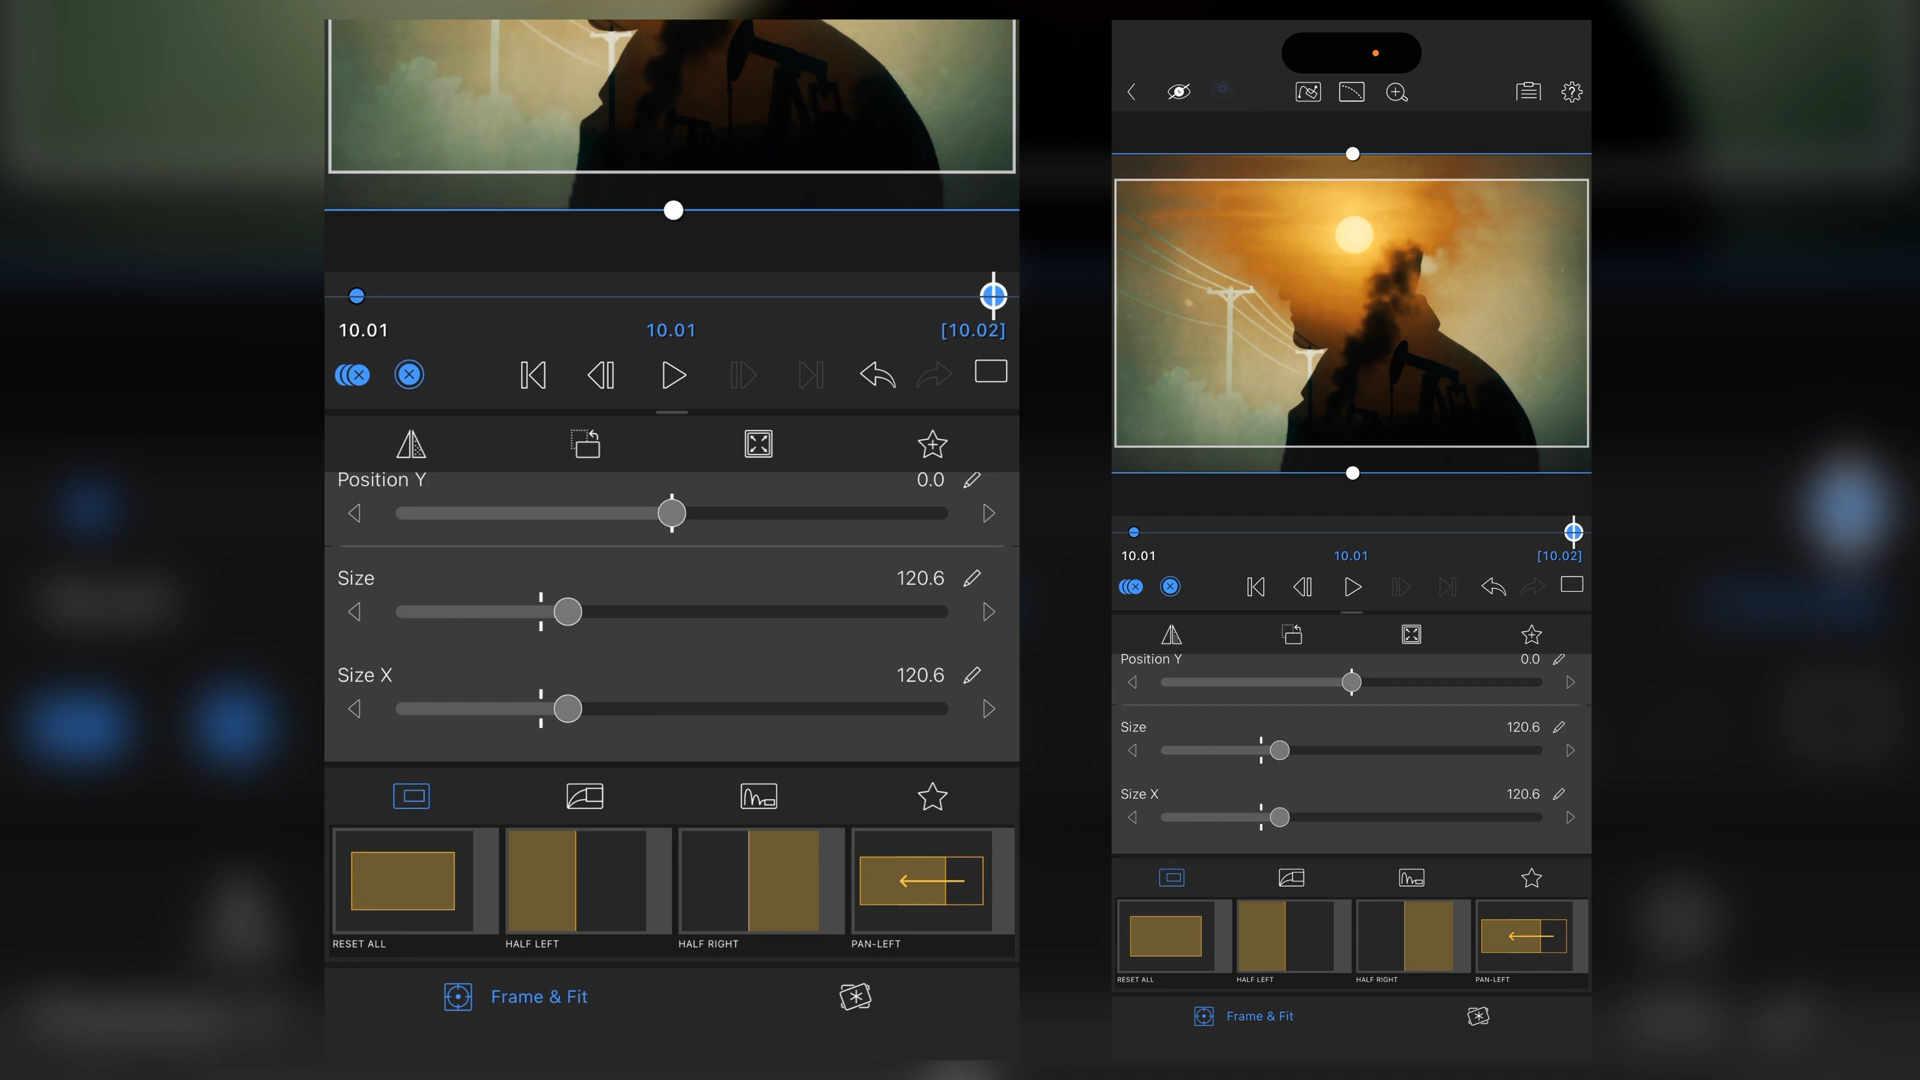 10.01 10.01 [10.02]
Position Y 0.0
Size 120.6
Size X 120.6
RESET ALL HALF LEFT HALF RIGHT PAN-LEFT
Frame & Fit
10.01 10.01 [10.02]
Position Y 0.0
Size 120.6
Size X 120.6
RESET ALL HALF LEFT HALF RIGHT PAN-LEFT
Frame & Fit